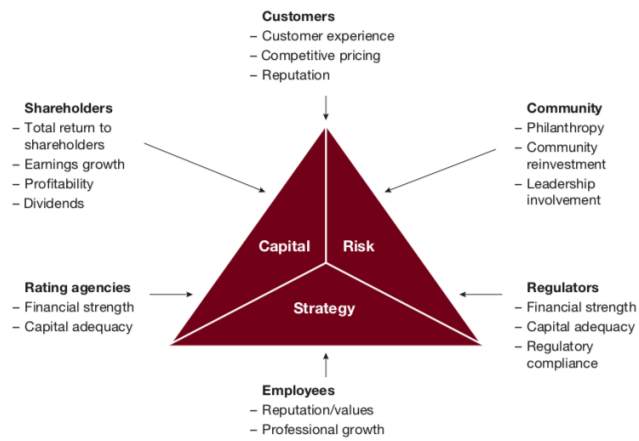 Customers
– Customer experience
– Competitive pricing
– Reputation
Shareholders
– Total return to
shareholders
– Earnings growth
– Profitability
– Dividends
Community
– Philanthropy
– Community
reinvestment
– Leadership
involvement
Capital
Risk
Strategy
Rating agencies
– Financial strength
– Capital adequacy
Regulators
– Financial strength
– Capital adequacy
– Regulatory
compliance
Employees
– Reputation/values
– Professional growth